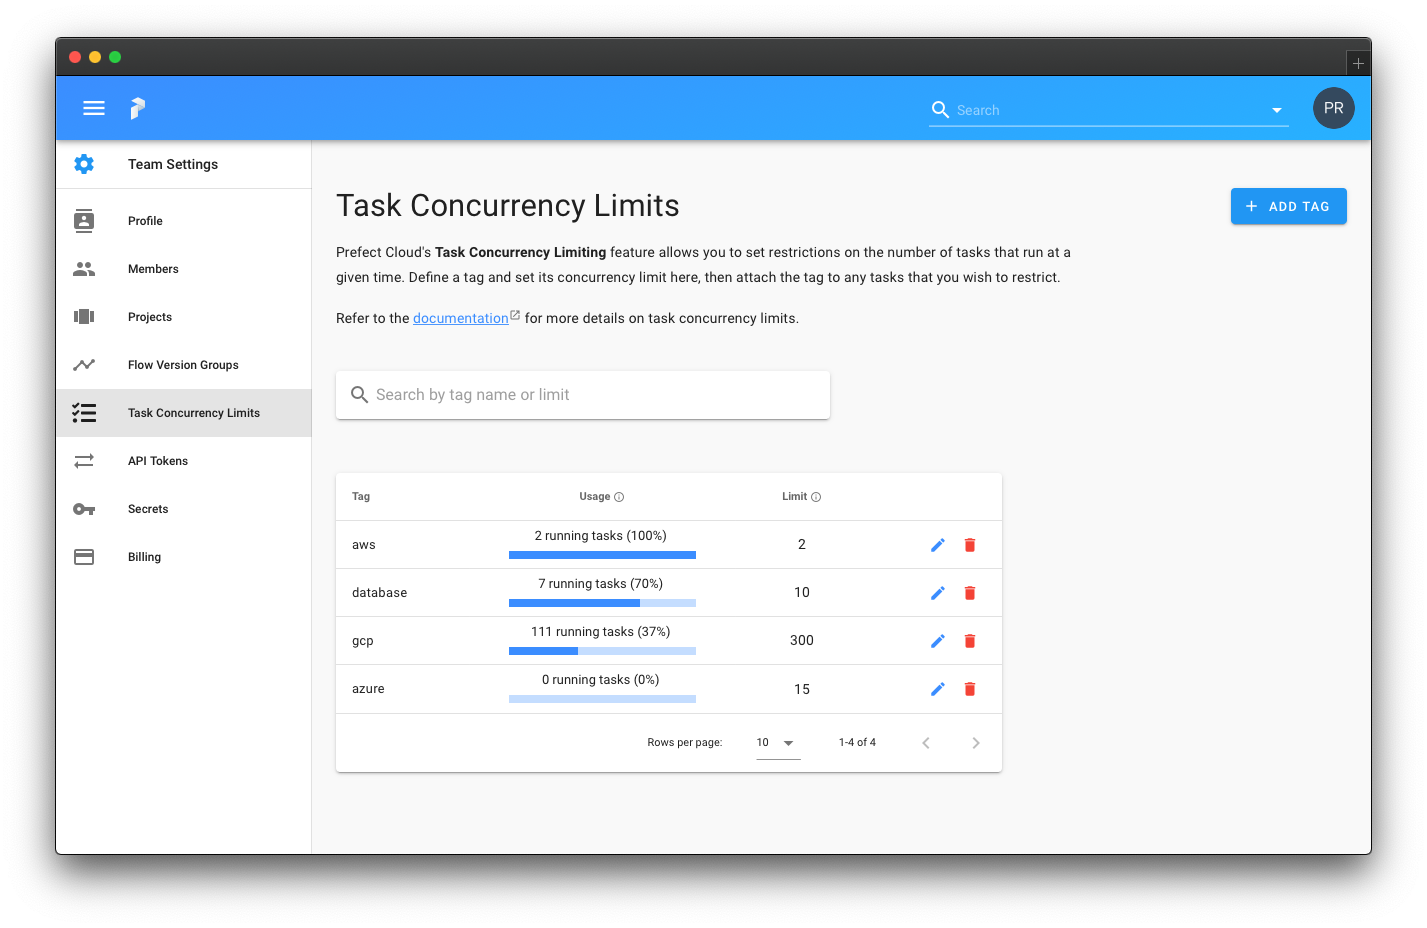 Search
PR
Team Settings
Profile
Members
Projects
Flow Version Groups
Task Concurrency Limits
API Tokens
Secrets
Billing
Task Concurrency Limits
ADD TAG
Prefect Cloud's Task Concurrency Limiting feature allows you to set restrictions on the number of tasks that run at a
given time. Define a tag and set its concurrency limit here, then attach the tag to any tasks that you wish to restrict.
Refer to the documentation for more details on task concurrency limits.
Search by tag name or limit
Tag Usage Limit
aws 2 running tasks (100%) 2
database 7 running tasks (70%) 10
gcp 111 running tasks (37%) 300
azure 0 running tasks (0%) 15
Rows per page: 10 1-4 of 4